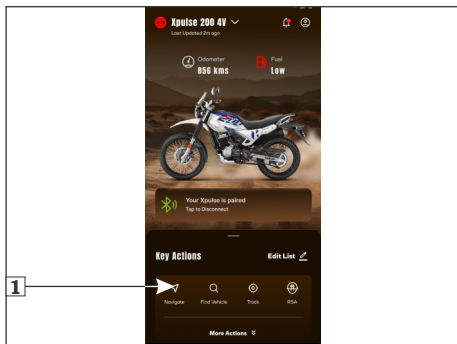 Xpulse 200 4V
Last Updated 2m ago
Odometer
856 kms
Fuel
Low
Your Xpulse is paired
Tap to Disconnect
Key Actions
Edit List
1
Navigate
Find Vehicle
Track
RSA
More Actions